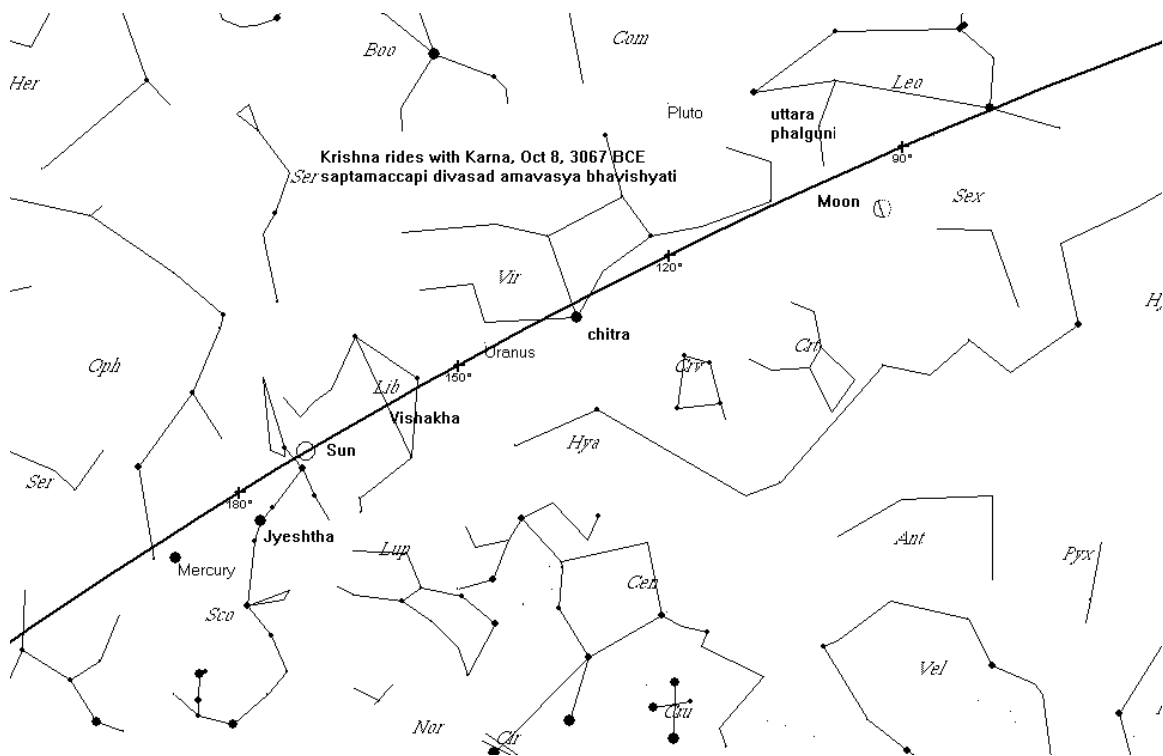 Boo
Com
Her
Leo
Pluto
uttara
phalguni
Krishna rides with Karna, Oct 8, 3067 BCE
Ser
saptamaccapi divasad amavasya bhavishyati
90°
Moon
Sex
Vir
120°
chitra
Oph
Uranus
Crv
Crt
150°
Lib
Vishakha
Hya
Sun
Ser
180°
Jyeshtha
Mercury
Lup
Ant
Pyx
Cen
Sco
Vel
Nor
Cir
Cru